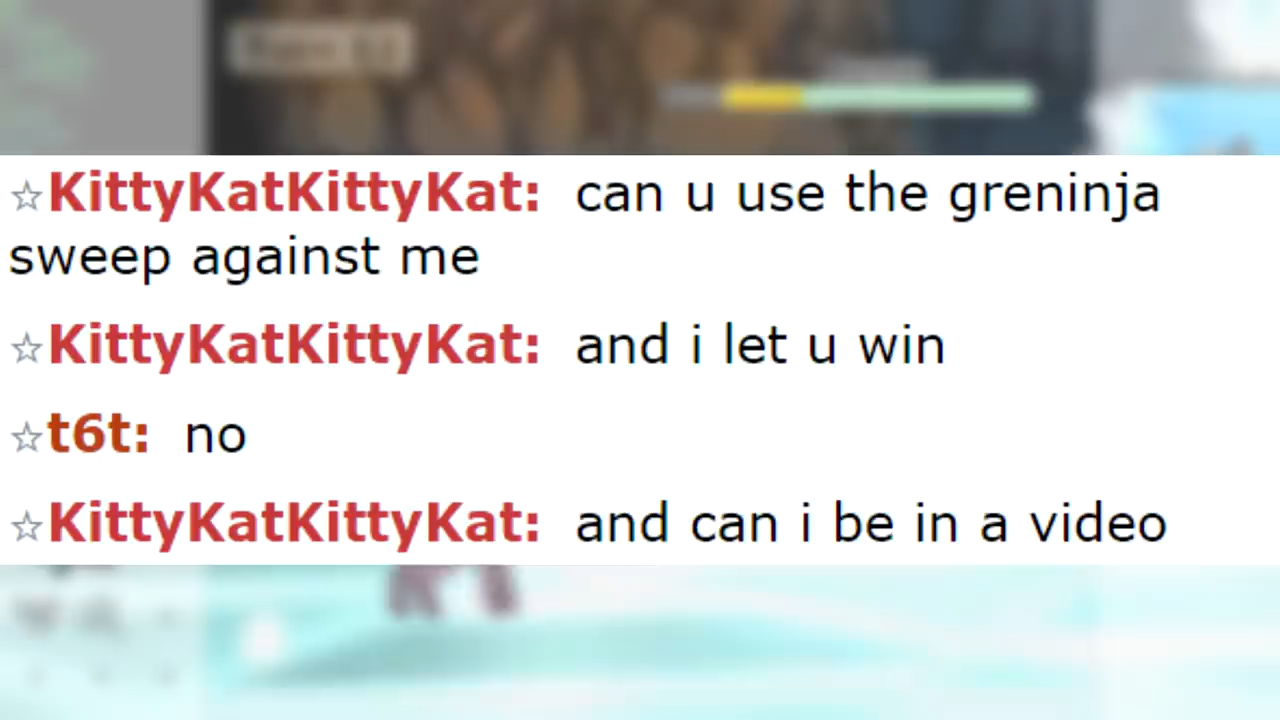 ☆KittyKatKittyKat: can u use the greninja
sweep against me
☆KittyKatKittyKat: and i let u win
☆t6t: no
☆KittyKatKittyKat: and can i be in a video